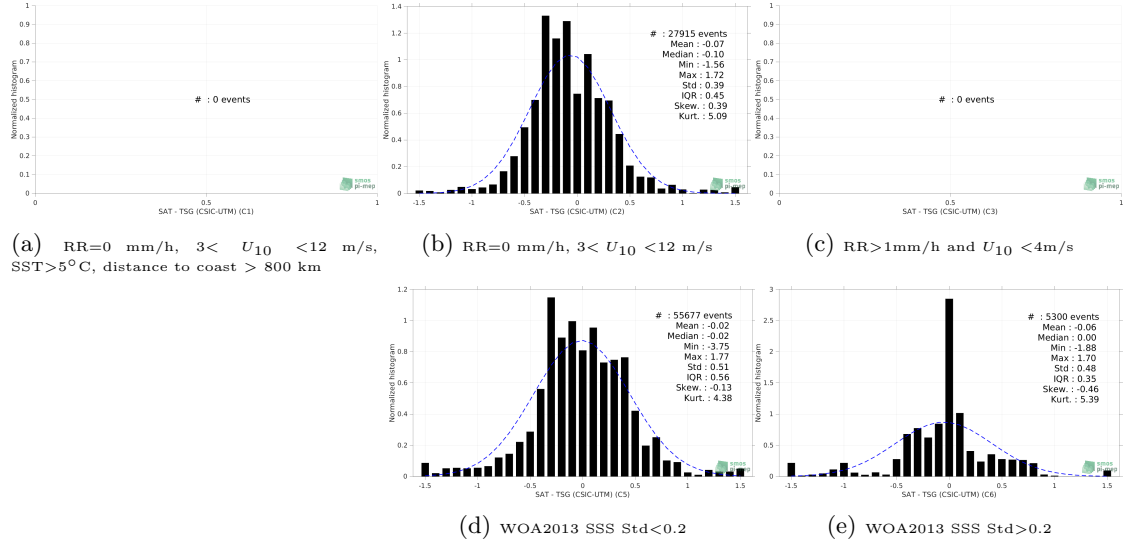 1
0.9
0.8
0.7
0.6
0.5
0.4
0.3
0.2
0.1
0
Normalized histogram
# : 0 events
0 0.5 1
SAT - TSG (CSIC-UTM) (C1)
smos
pi-mep
(a) RR=0 mm/h, 3< U10 <12 m/s,
SST>5°C, distance to coast > 800 km
1.4
1.2
1
0.8
0.6
0.4
0.2
0
Normalized histogram
# : 27915 events
Mean : -0.07
Median : -0.10
Min : -1.56
Max : 1.72
Std : 0.39
IQR : 0.45
Skew. : 0.39
Kurt. : 5.09
-1.5 -1 -0.5 0 0.5 1 1.5
SAT - TSG (CSIC-UTM) (C2)
smos
pi-mep
(b) RR=0 mm/h, 3< U10 <12 m/s
1
0.9
0.8
0.7
0.6
0.5
0.4
0.3
0.2
0.1
0
Normalized histogram
# : 0 events
0 0.5 1
SAT - TSG (CSIC-UTM) (C3)
smos
pi-mep
(c) RR>1mm/h and U10 <4m/s
1.2
1
0.8
0.6
0.4
0.2
0
Normalized histogram
# : 55677 events
Mean : -0.02
Median : -0.02
Min : -3.75
Max : 1.77
Std : 0.51
IQR : 0.56
Skew. : -0.13
Kurt. : 4.38
-1.5 -1 -0.5 0 0.5 1 1.5
SAT - TSG (CSIC-UTM) (C5)
smos
pi-mep
(d) WOA2013 SSS Std<0.2
3
2.5
2
1.5
1
0.5
0
Normalized histogram
# : 5300 events
Mean : -0.06
Median : 0.00
Min : -1.88
Max : 1.70
Std : 0.48
IQR : 0.35
Skew. : -0.46
Kurt. : 5.39
-1.5 -1 -0.5 0 0.5 1 1.5
SAT - TSG (CSIC-UTM) (C6)
smos
pi-mep
(e) WOA2013 SSS Std>0.2